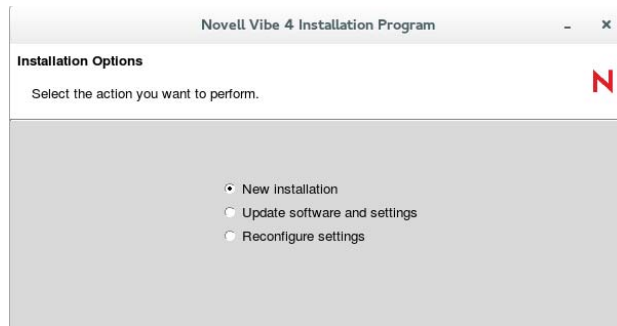 Novell Vibe 4 Installation Program
Installation Options
Select the action you want to perform.
N
New installation
Update software and settings
Reconfigure settings